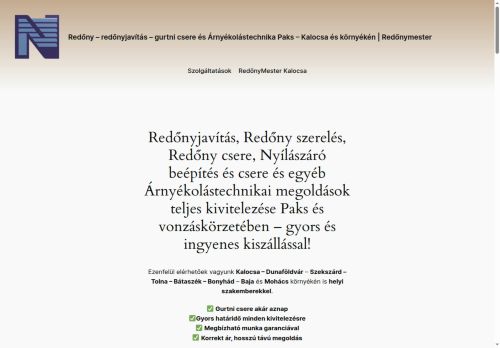 Redőny – redőnyjavítás – gurtni csere és Árnyékolástechnika Paks – Kalocsa és környékén | Redőnymester
Szolgáltatások RedőnyMester Kalocsa
Redőnyjavítás, Redőny szerelés,
Redőny csere, Nyílászáró
beépítés és csere és egyéb
Árnyékolástechnikai megoldások
teljes kivitelezése Paks és
vonzáskörzetében – gyors és
ingyenes kiszállással!
Ezenfelül elérhetőek vagyunk Kalocsa – Dunaföldvár – Szekszárd –
Tolna – Bátaszék – Bonyhád – Baja és Mohács környékén is helyi
szakemberekkel.
✅ Gurtni csere akár aznap
✅Gyors határidő minden kivitelezésre
✅ Megbízható munka garanciával
✅ Korrekt ár, hosszú távú megoldás